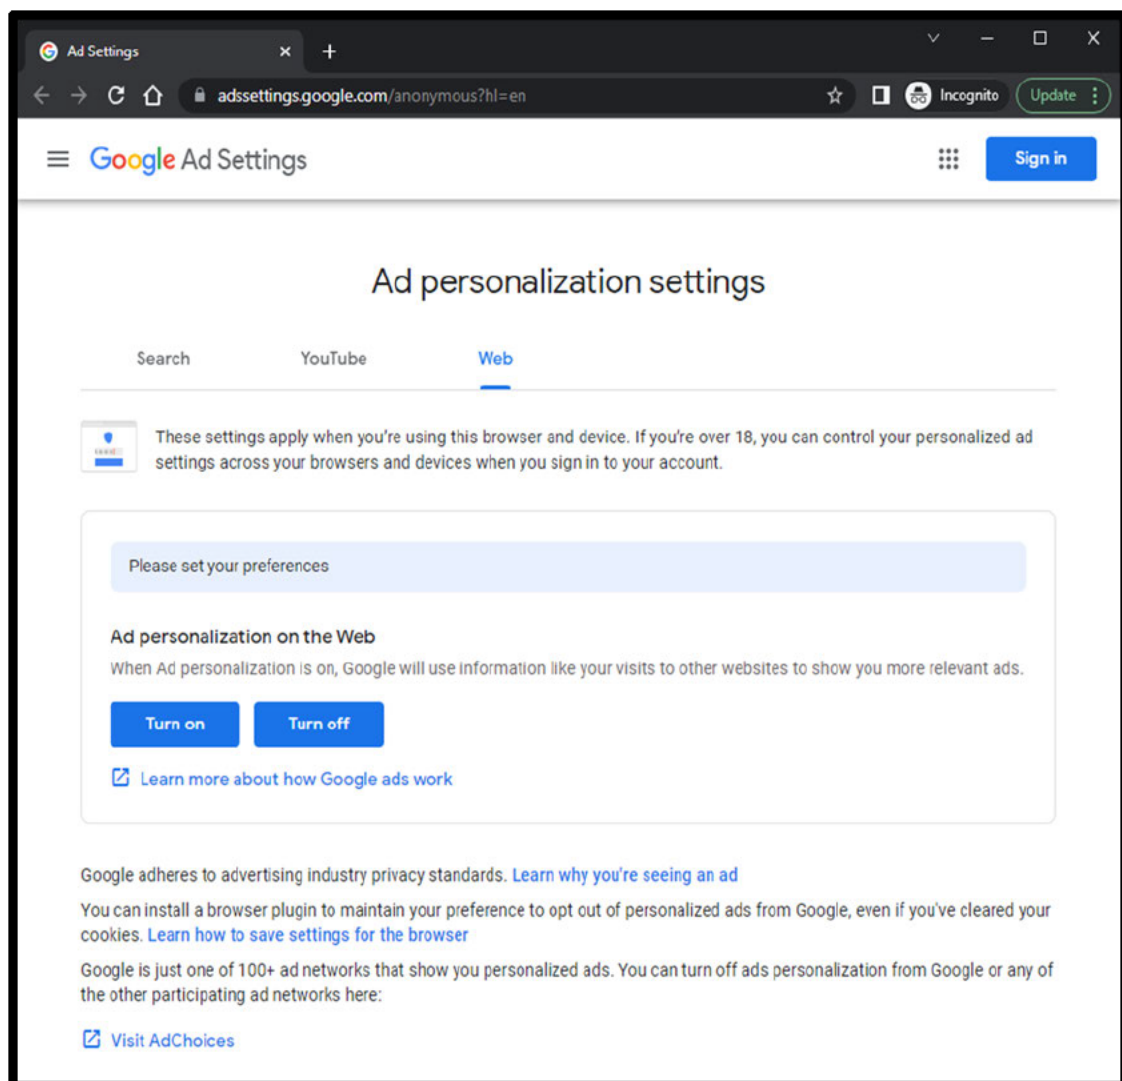 Ad Settings
adssettings.google.com/anonymous?hl=en
Incognito
Update
Google Ad Settings
Sign in
Ad personalization settings
Search
YouTube
Web
These settings apply when you're using this browser and device. If you're over 18, you can control your personalized ad
settings across your browsers and devices when you sign in to your account.
Please set your preferences
Ad personalization on the Web
When Ad personalization is on, Google will use information like your visits to other websites to show you more relevant ads.
Turn on
Turn off
Learn more about how Google ads work
Google adheres to advertising industry privacy standards. Learn why you're seeing an ad
You can install a browser plugin to maintain your preference to opt out of personalized ads from Google, even if you've cleared your
cookies. Learn how to save settings for the browser
Google is just one of 100+ ad networks that show you personalized ads. You can turn off ads personalization from Google or any of
the other participating ad networks here:
Visit AdChoices